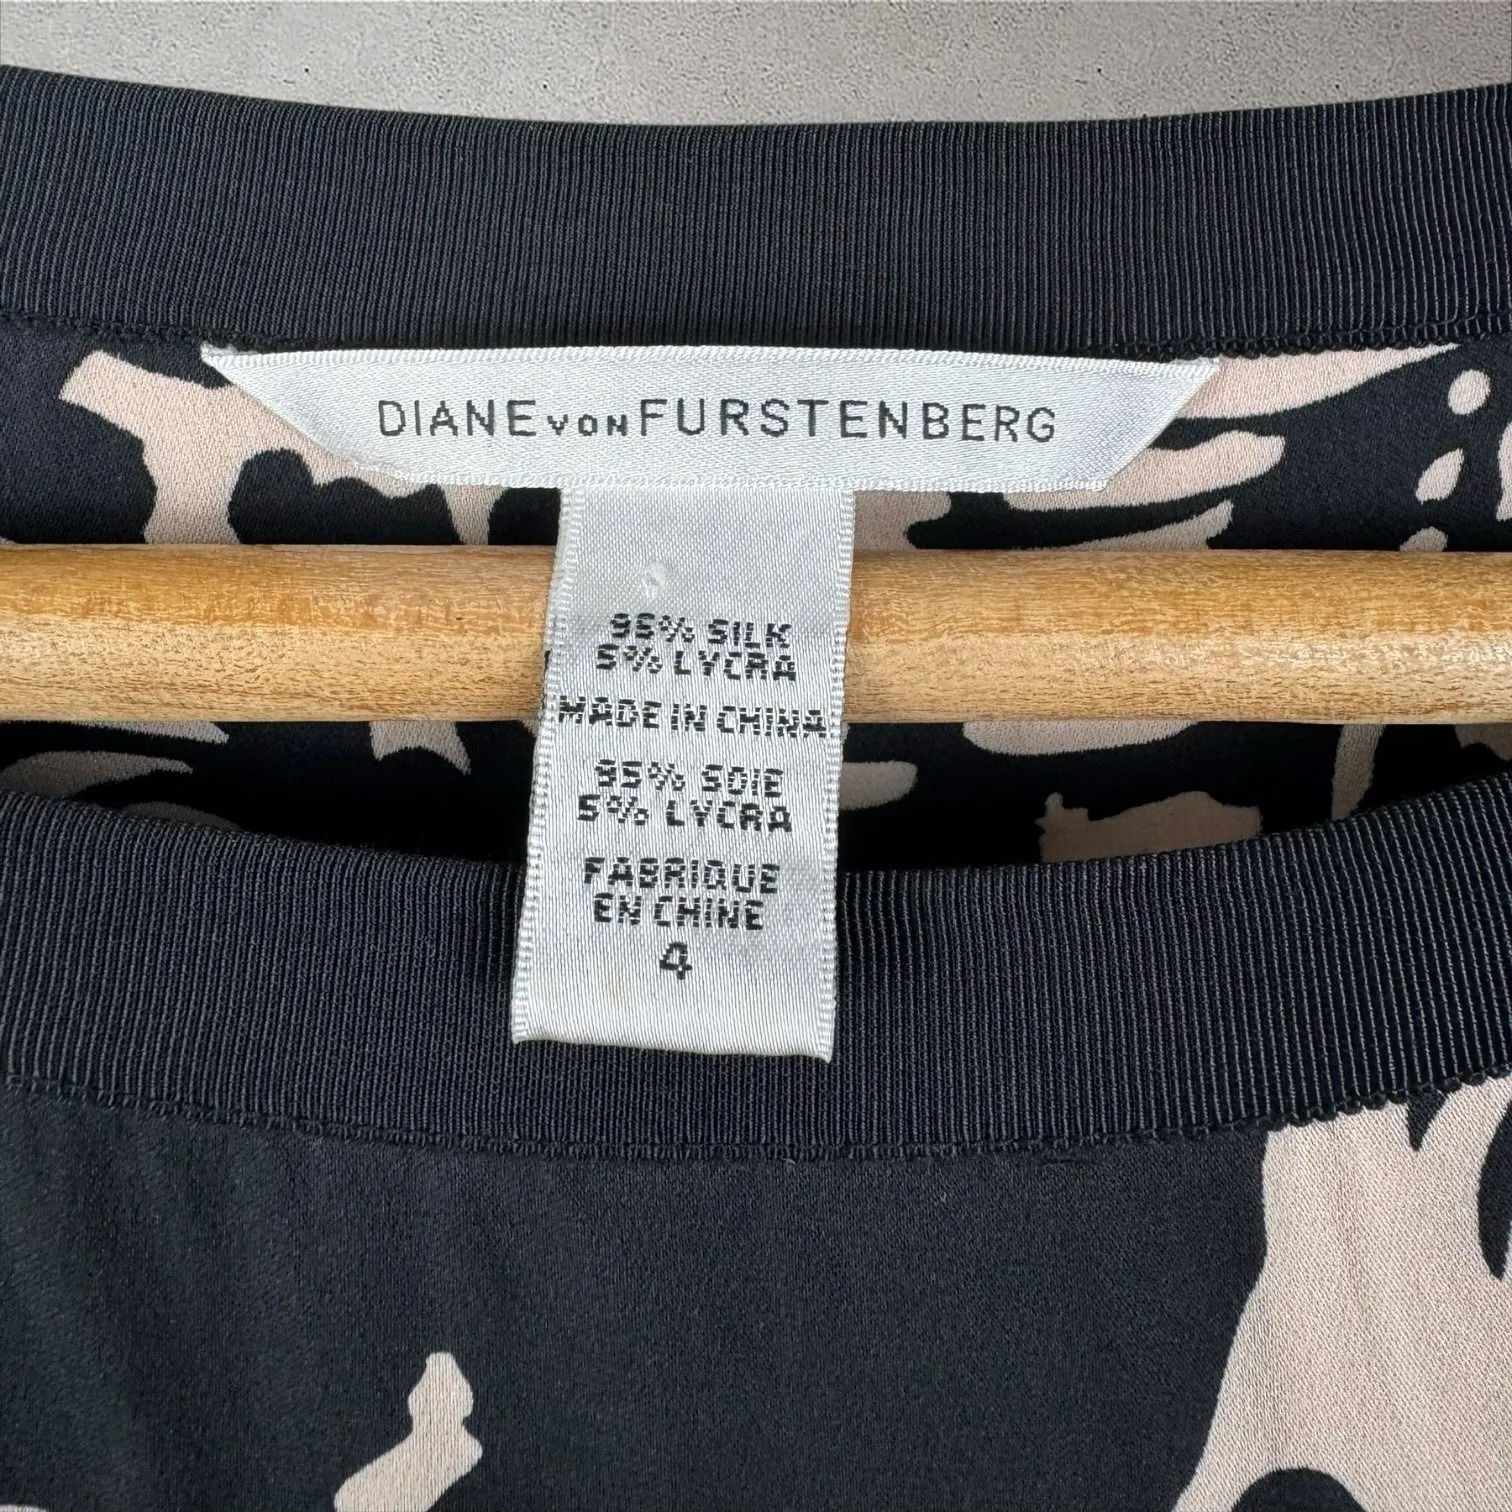 DIANE VON FURSTENBERG
95% SILK
5% LYCRA
MADE IN CHINA
95% SOIE
5% LYCRA
FABRIQUE
EN CHINE
4